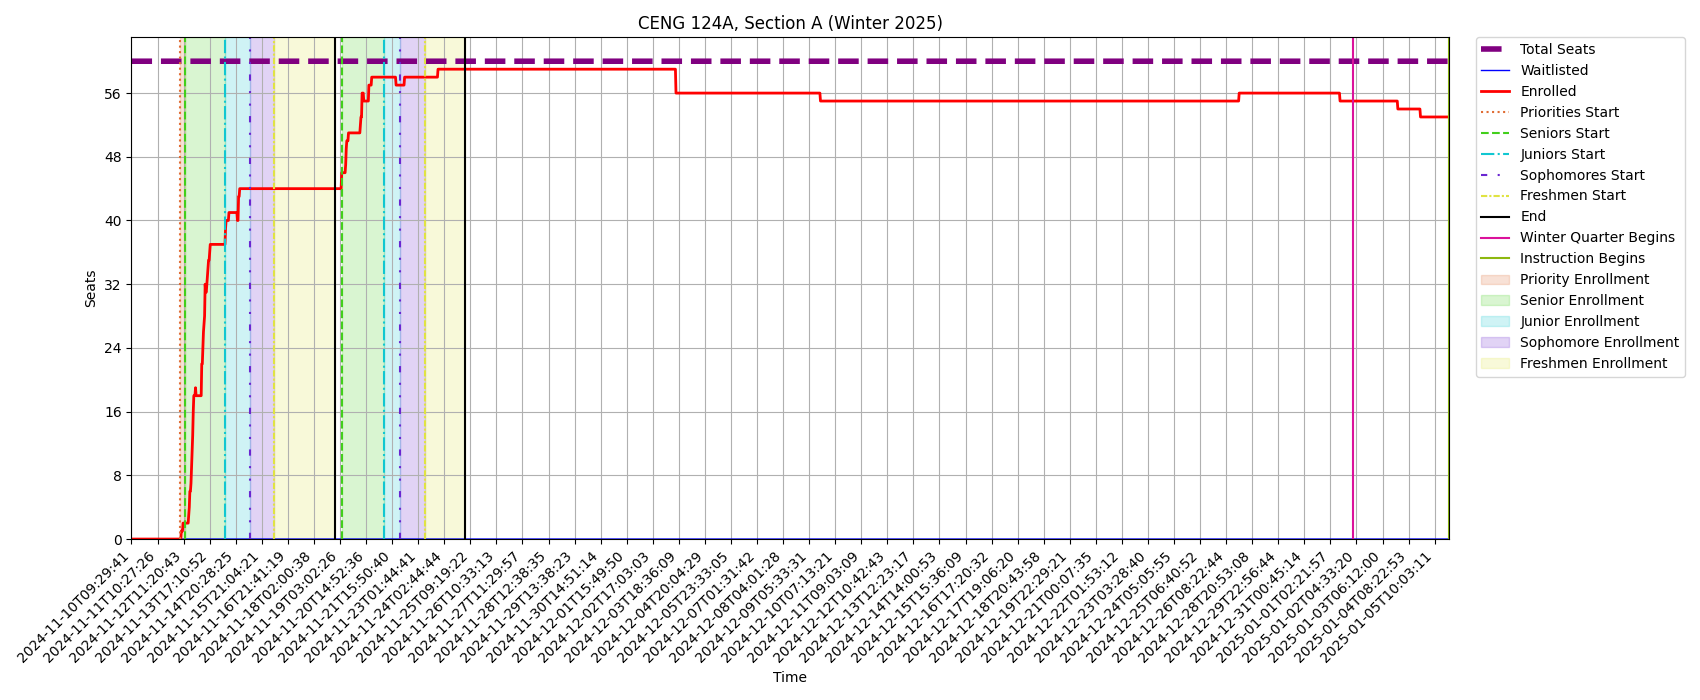 CENG 124A, Section A (Winter 2025)
Seats
56
48
40
32
24
16
8
0
2024-11-10T09:29:41
2024-11-11T10:27:26
2024-11-12T11:20:43
2024-11-13T17:10:52
2024-11-14T20:28:25
2024-11-15T21:04:21
2024-11-16T21:41:19
2024-11-18T02:00:38
2024-11-19T03:02:26
2024-11-20T14:52:36
2024-11-21T15:50:40
2024-11-23T01:44:41
2024-11-24T02:44:44
2024-11-25T02:19:22
2024-11-26T10:33:13
2024-11-27T11:29:57
2024-11-28T12:38:35
2024-11-29T13:38:23
2024-11-30T14:51:14
2024-12-01T15:49:50
2024-12-02T17:03:03
2024-12-03T18:36:09
2024-12-04T20:04:29
2024-12-05T23:33:05
2024-12-07T01:31:42
2024-12-08T04:01:28
2024-12-09T05:33:31
2024-12-10T07:13:21
2024-12-11T09:03:09
2024-12-12T10:42:43
2024-12-13T12:23:17
2024-12-14T14:00:53
2024-12-15T15:36:09
2024-12-16T17:20:32
2024-12-17T19:06:20
2024-12-18T20:43:58
2024-12-19T22:29:21
2024-12-21T00:07:35
2024-12-22T01:53:12
2024-12-23T03:28:40
2024-12-24T05:05:55
2024-12-25T06:40:52
2024-12-26T08:22:44
2024-12-28T20:53:08
2024-12-29T22:56:44
2024-12-31T00:45:14
2025-01-01T02:21:57
2025-01-02T04:33:20
2025-01-03T06:12:00
2025-01-04T08:22:53
2025-01-05T10:03:11
Time
Total Seats
Waitlisted
Enrolled
Priorities Start
Seniors Start
Juniors Start
Sophomores Start
Freshmen Start
End
Winter Quarter Begins
Instruction Begins
Priority Enrollment
Senior Enrollment
Junior Enrollment
Sophomore Enrollment
Freshmen Enrollment